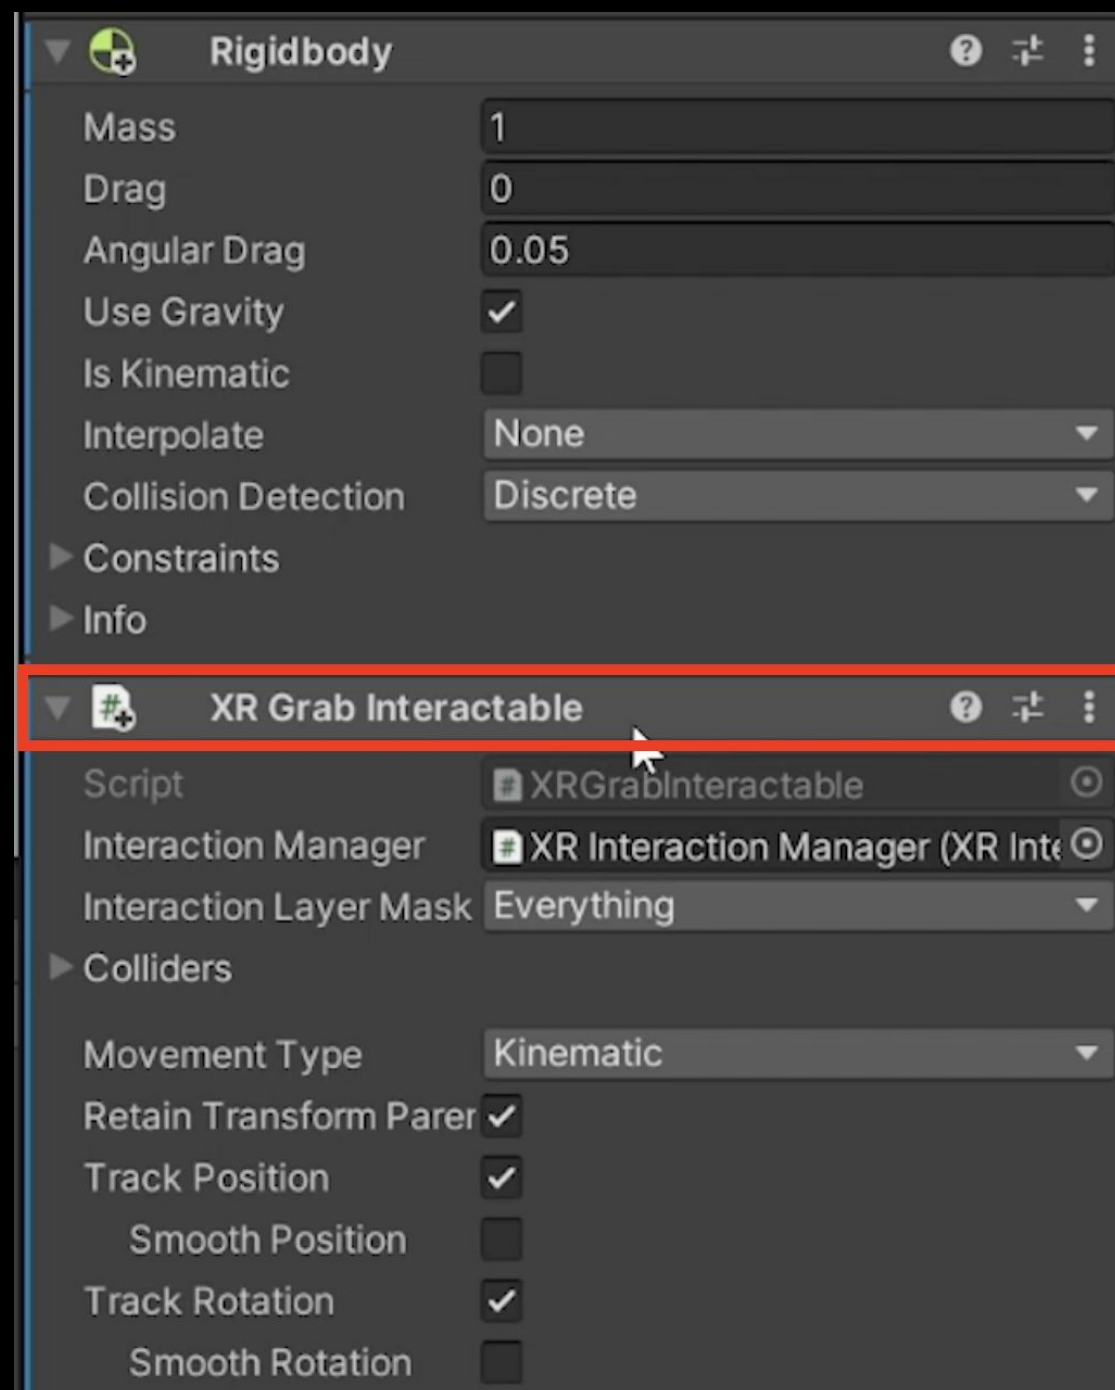 Rigidbody
Mass 1
Drag 0
Angular Drag 0.05
Use Gravity
Is Kinematic
Interpolate None
Collision Detection Discrete
Constraints
Info
XR Grab Interactable
Script # XRGrabInteractable
Interaction Manager # XR Interaction Manager (XR Inte
Interaction Layer Mask Everything
Colliders
Movement Type Kinematic
Retain Transform Paren
Track Position
Smooth Position
Track Rotation
Smooth Rotation